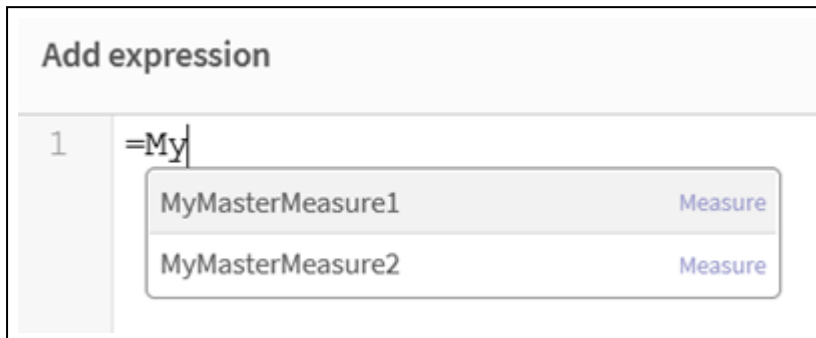 Add expression
1 =My
MyMasterMeasure1 Measure
MyMasterMeasure2 Measure